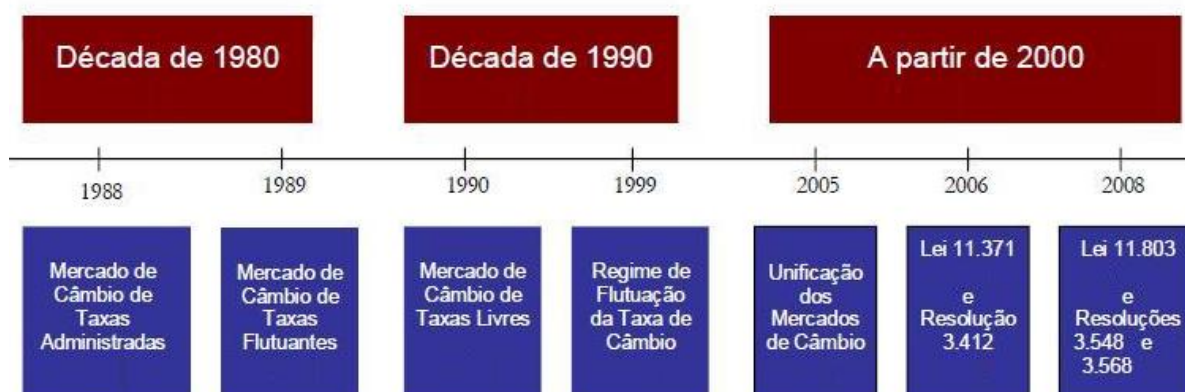 Década de 1980
Década de 1990
A partir de 2000
1988
1989
1990
1999
2005
2006
2008
Mercado de
Câmbio de
Taxas
Administradas
Mercado de
Câmbio de
Taxas
Flutuantes
Mercado de
Câmbio de
Taxas Livres
Regime de
Flutuação
da Taxa de
Câmbio
Unificação
dos
Mercados
de Câmbio
Lei 11.371
e
Resolução
3.412
Lei 11.803
e
Resoluções
3.548 e
3.568